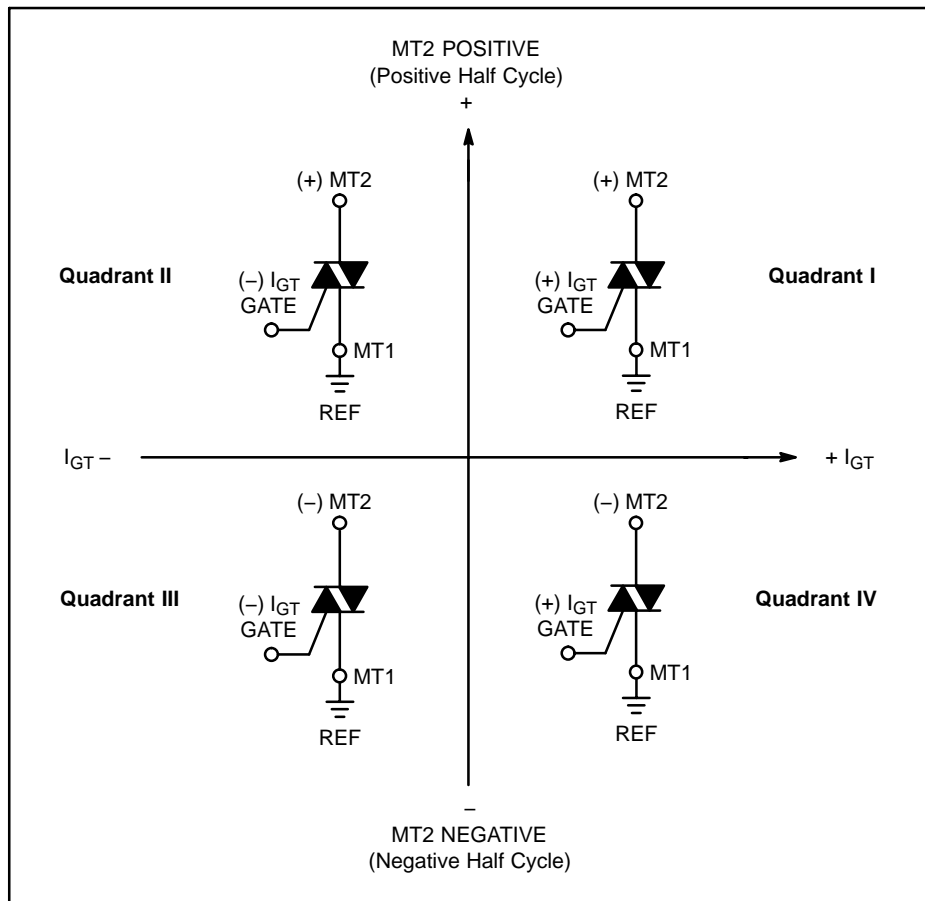 MT2 POSITIVE
(Positive Half Cycle)
+
(+) MT2
(+) MT2
Quadrant II
(–) IGT
GATE
(+) IGT
GATE
Quadrant I
MT1
MT1
REF
REF
IGT –
+ IGT
(–) MT2
(–) MT2
Quadrant III
(–) IGT
GATE
(+) IGT
GATE
Quadrant IV
MT1
MT1
REF
REF
–
MT2 NEGATIVE
(Negative Half Cycle)